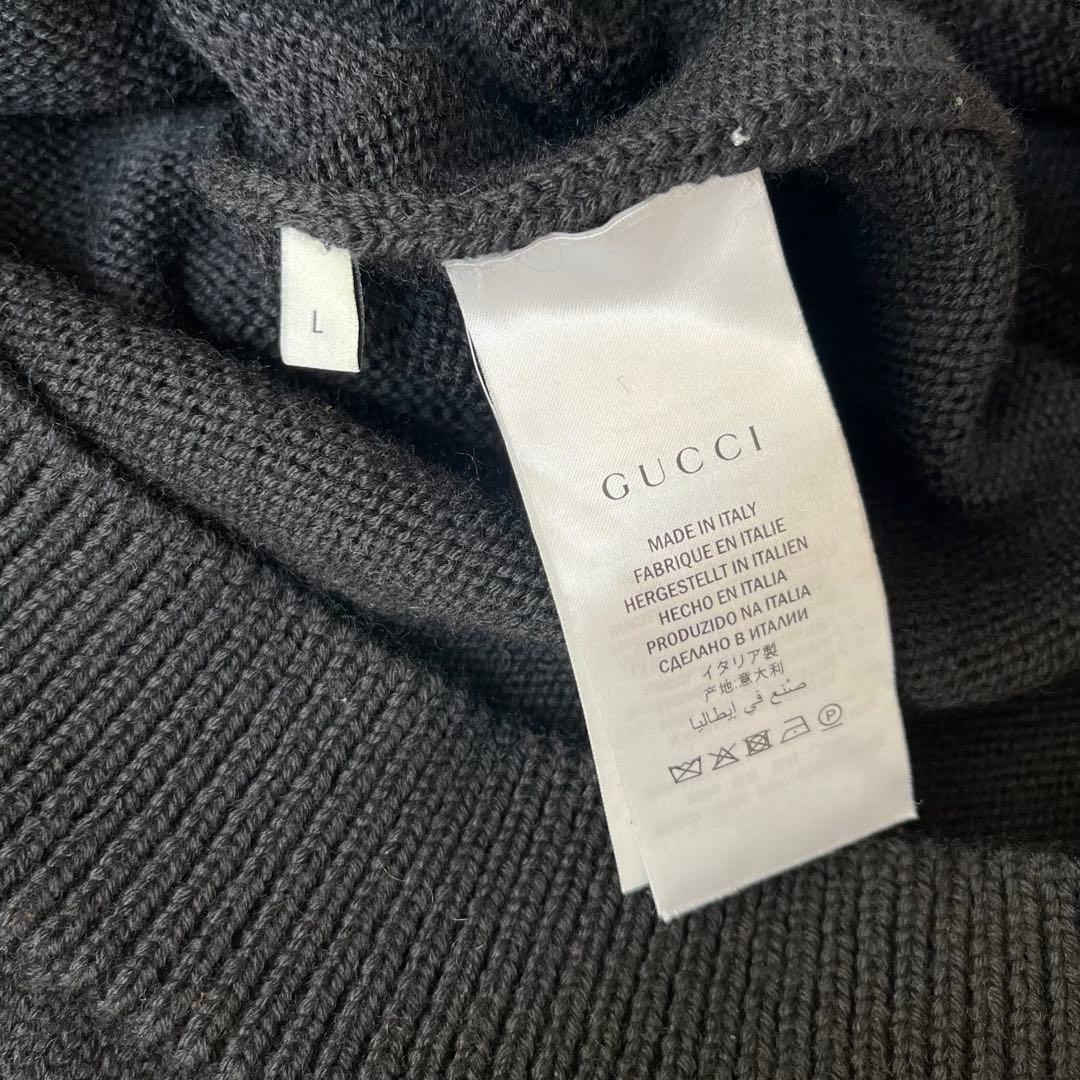 L
GUCCI
MADE IN ITALY
FABRIQUE EN ITALIE
HERGESTELLT IN ITALIEN
HECHO EN ITALIA
PRODUZIDO NA ITALIA
СДЕЛАНО В ИТАЛИИ
イタリア製
产地:意大利
صُنع في إيطاليا
P